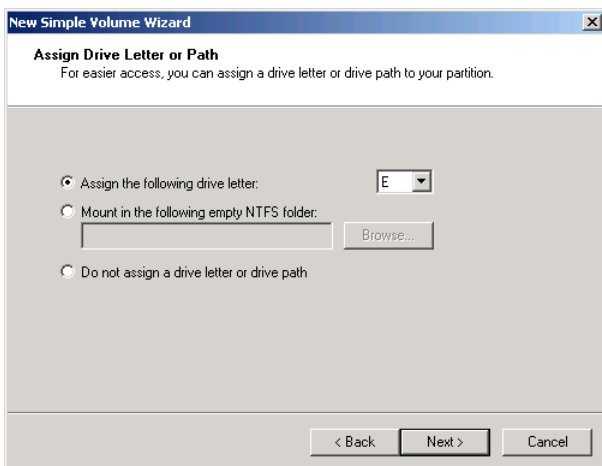 New Simple Volume Wizard
Assign Drive Letter or Path
For easier access, you can assign a drive letter or drive path to your partition.
Assign the following drive letter: E
Mount in the following empty NTFS folder:
Browse...
Do not assign a drive letter or drive path
< Back Next > Cancel